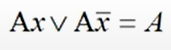 Ax ∨ Ax̅ = A